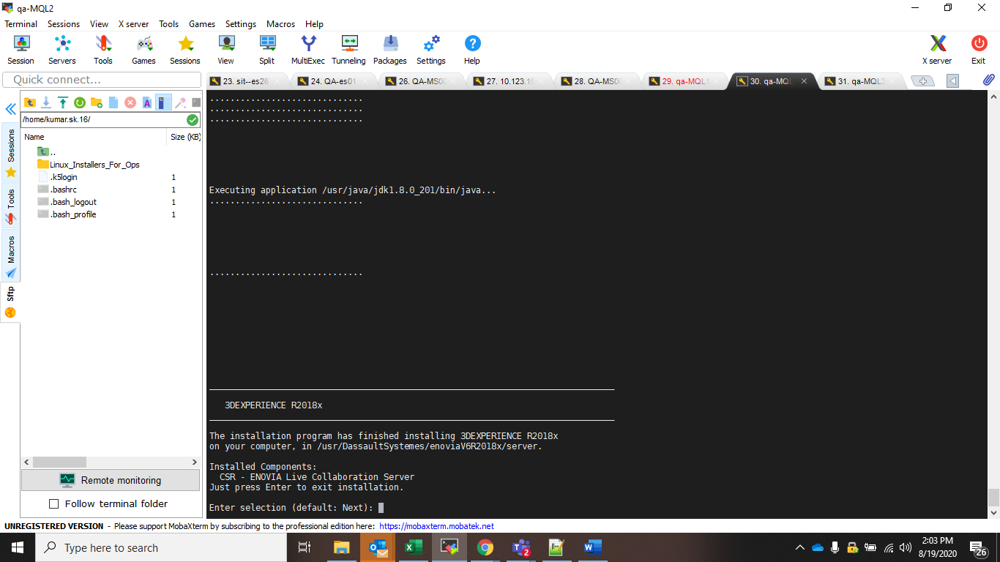 qa-MQL2
Terminal Sessions View X server Tools Games Settings Macros Help
Session Servers Tools Games Sessions View Split MultiExec Tunneling Packages Settings Help X server Exit
Quick connect...
23. sit--es26 24. QA-es01 26. QA-MS00 27. 10.123.19 28. QA-MS00 29. qa-MQL1 30. qa-MQL 31. qa-MQL3
/home/kumar.sk.16/
Name Size (KB)
..
Linux_Installers_For_Ops
.k5login 1
.bashrc 1
.bash_logout 1
.bash_profile 1
Sessions
Tools
Macros
Sftp
Remote monitoring
Follow terminal folder
..............................
..............................
..............................
Executing application /usr/java/jdk1.8.0_201/bin/java...
..............................
..............................
3DEXPERIENCE R2018x
The installation program has finished installing 3DEXPERIENCE R2018x
on your computer, in /usr/DassaultSystemes/enoviaV6R2018x/server.
Installed Components:
CSR - ENOVIA Live Collaboration Server
Just press Enter to exit installation.
Enter selection (default: Next):
UNREGISTERED VERSION - Please support MobaXterm by subscribing to the professional edition here: https://mobaxterm.mobatek.net
Type here to search
2
2:03 PM
8/19/2020
26